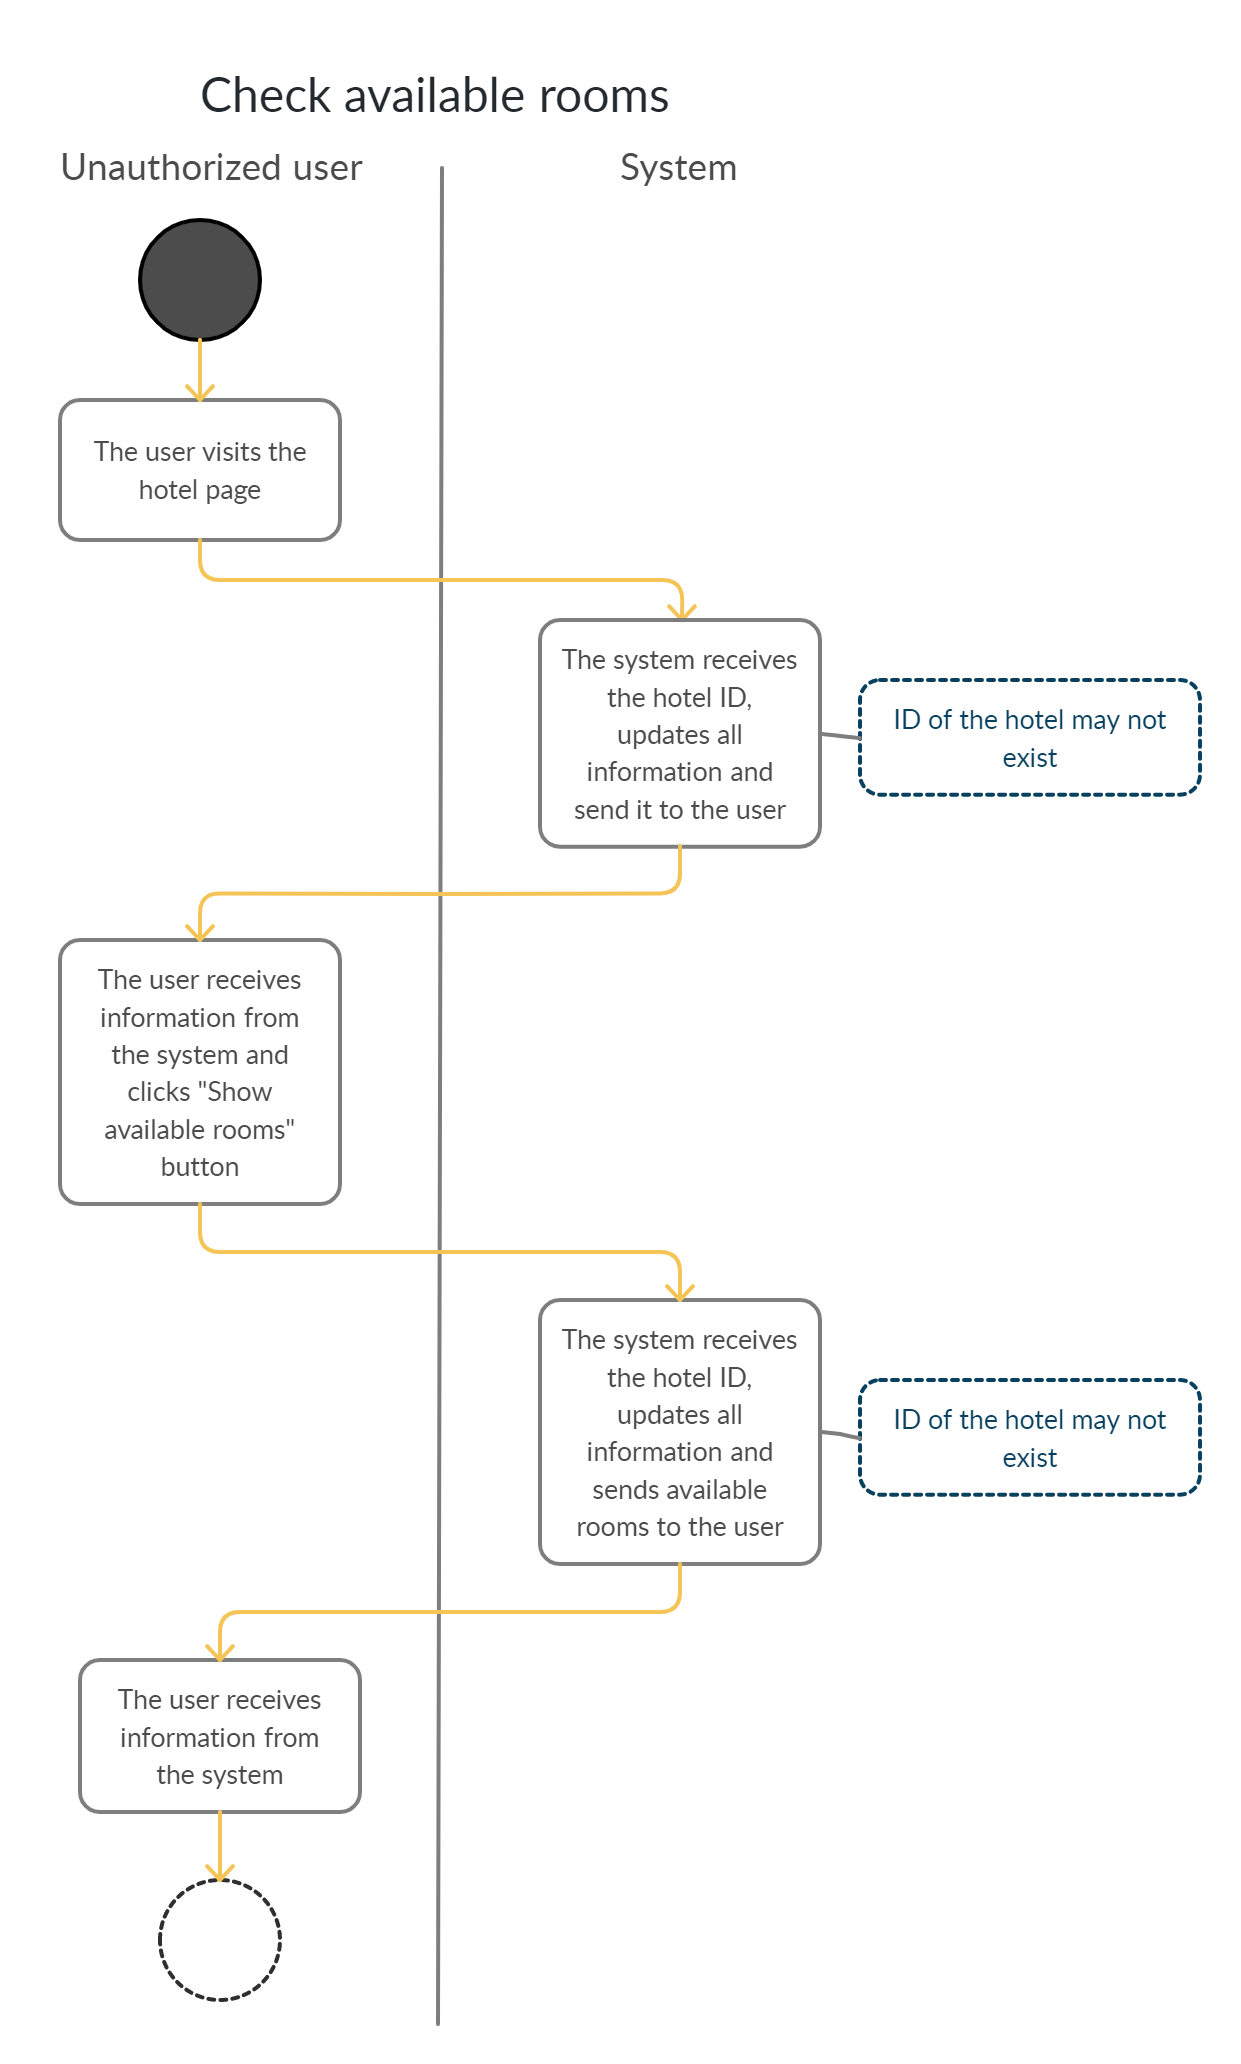 Check available rooms
Unauthorized user
System
The user visits the
hotel page
The system receives
the hotel ID,
updates all
information and
send it to the user
ID of the hotel may not
exist
The user receives
information from
the system and
clicks "Show
available rooms"
button
The system receives
the hotel ID,
updates all
information and
sends available
rooms to the user
ID of the hotel may not
exist
The user receives
information from
the system